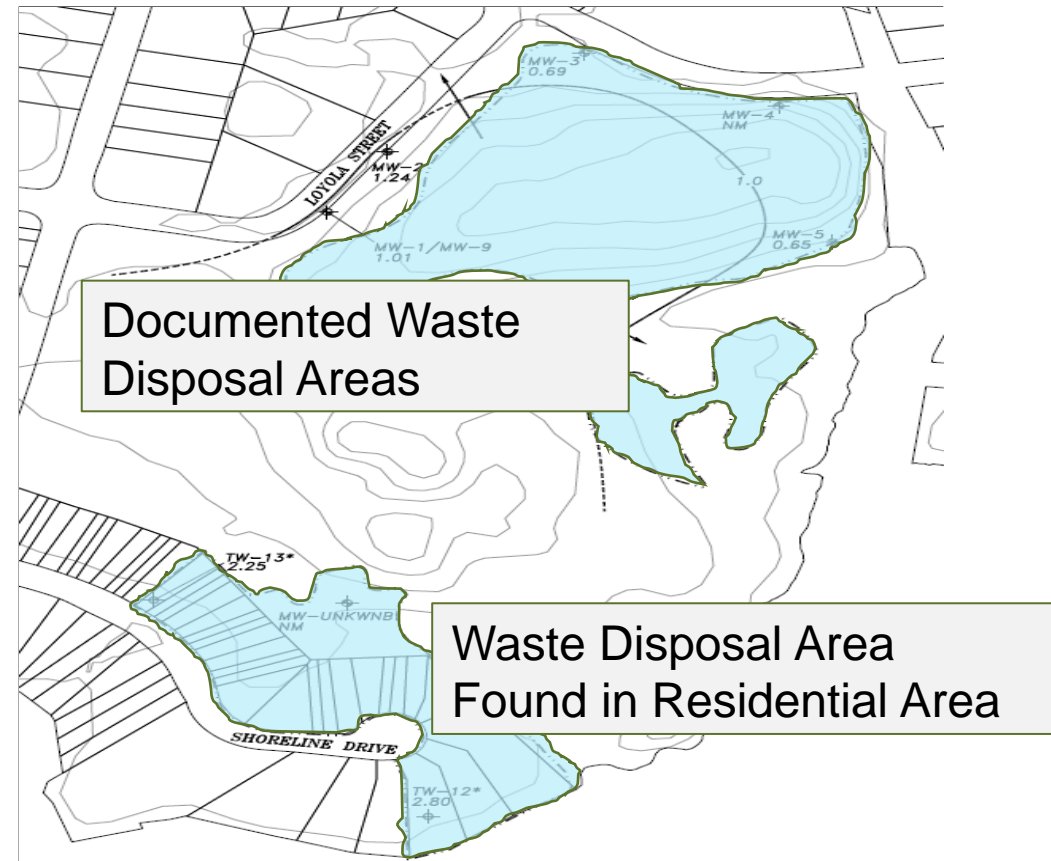 MW-3
0.69
MW-4
NM
LOYOLA STREET
MW-2
1.24
1.0
MW-5
0.65
MW-1/MW-9
1.01
Documented Waste
Disposal Areas
TW-13*
2.25
MW-UNKWNB
NM
Waste Disposal Area
Found in Residential Area
SHORELINE DRIVE
TW-12*
2.80